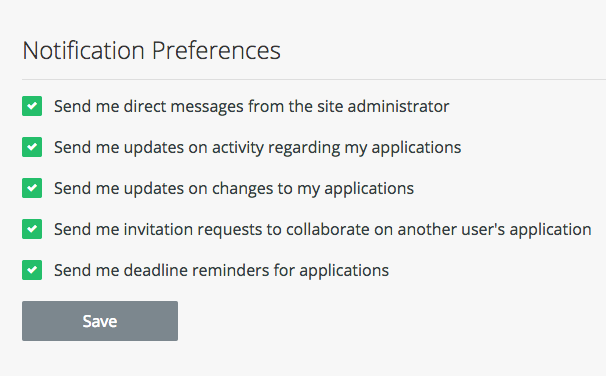 Notification Preferences
Send me direct messages from the site administrator
Send me updates on activity regarding my applications
Send me updates on changes to my applications
Send me invitation requests to collaborate on another user's application
Send me deadline reminders for applications
Save